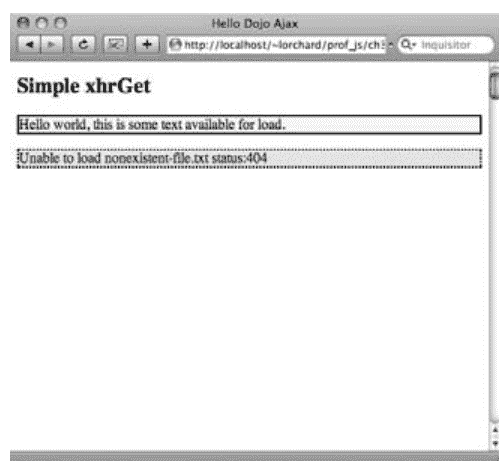 Hello Dojo Ajax
http://localhost/~lorchard/prof_js/ch3
Inquisitor
Simple xhrGet
Hello world, this is some text available for load.
Unable to load nonexistent-file.txt status:404